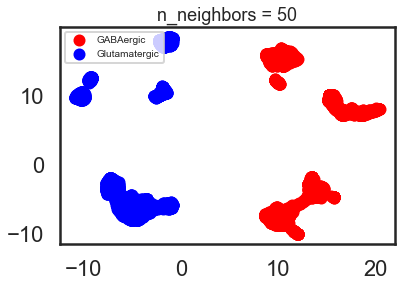 n_neighbors = 50
GABAergic
Glutamatergic
10
0
−10
−10 0 10 20